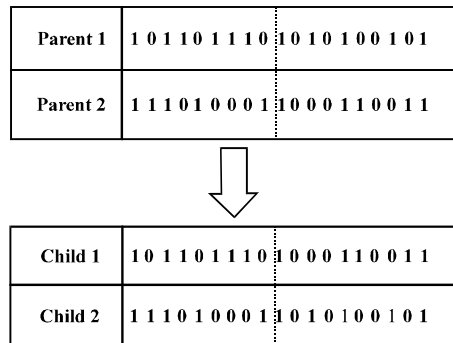 Parent 1 1 0 1 1 0 1 1 1 0 1 0 1 0 1 0 0 1 0 1
Parent 2 1 1 1 0 1 0 0 0 1 1 0 0 0 1 1 0 0 1 1
Child 1 1 0 1 1 0 1 1 1 0 1 0 0 0 1 1 0 0 1 1
Child 2 1 1 1 0 1 0 0 0 1 1 0 1 0 1 0 0 1 0 1